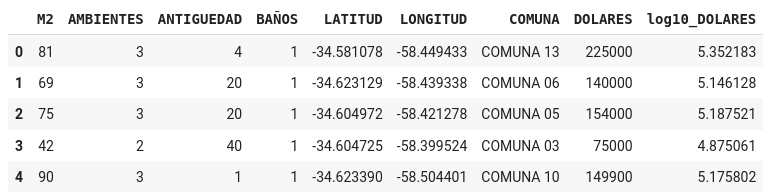 M2 AMBIENTES ANTIGUEDAD BAÑOS LATITUD LONGITUD COMUNA DOLARES log10_DOLARES
0 81 3 4 1 -34.581078 -58.449433 COMUNA 13 225000 5.352183
1 69 3 20 1 -34.623129 -58.439338 COMUNA 06 140000 5.146128
2 75 3 20 1 -34.604972 -58.421278 COMUNA 05 154000 5.187521
3 42 2 40 1 -34.604725 -58.399524 COMUNA 03 75000 4.875061
4 90 3 1 1 -34.623390 -58.504401 COMUNA 10 149900 5.175802